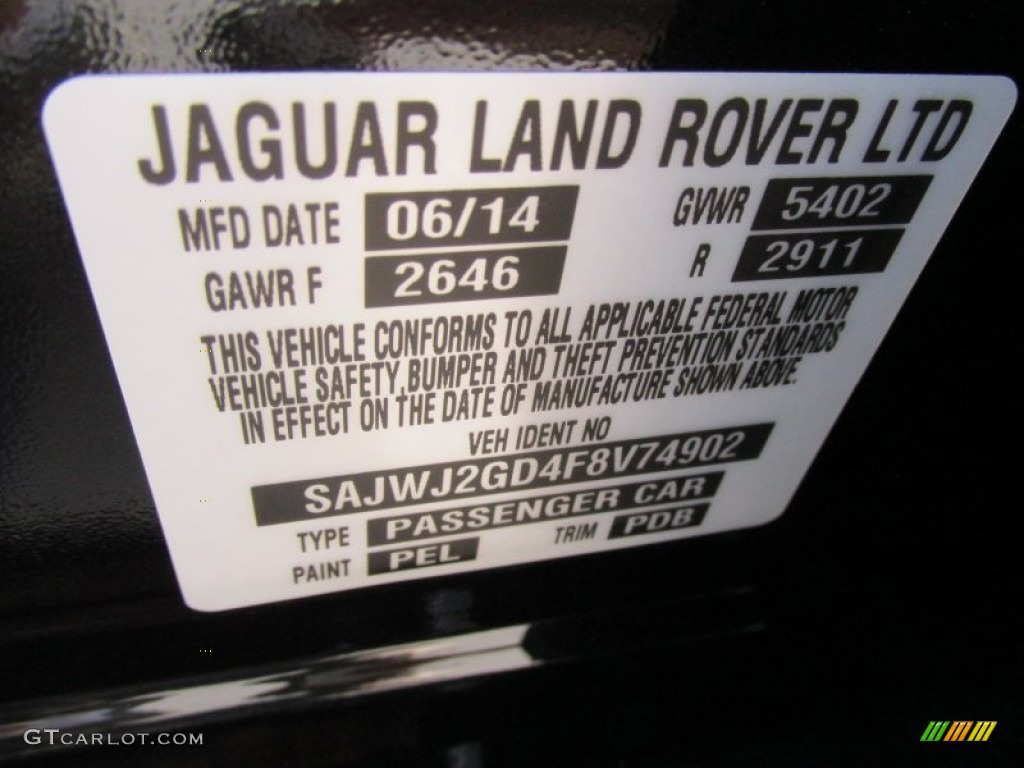 JAGUAR LAND ROVER LTD
MFD DATE 06/14 GVWR 5402
GAWR F 2646 R 2911
THIS VEHICLE CONFORMS TO ALL APPLICABLE FEDERAL MOTOR
VEHICLE SAFETY, BUMPER AND THEFT PREVENTION STANDARDS
IN EFFECT ON THE DATE OF MANUFACTURE SHOWN ABOVE.
VEH IDENT NO
SAJWJ2GD4F8V74902
TYPE PASSENGER CAR
PAINT PEL TRIM PDB
GTCARLOT.COM